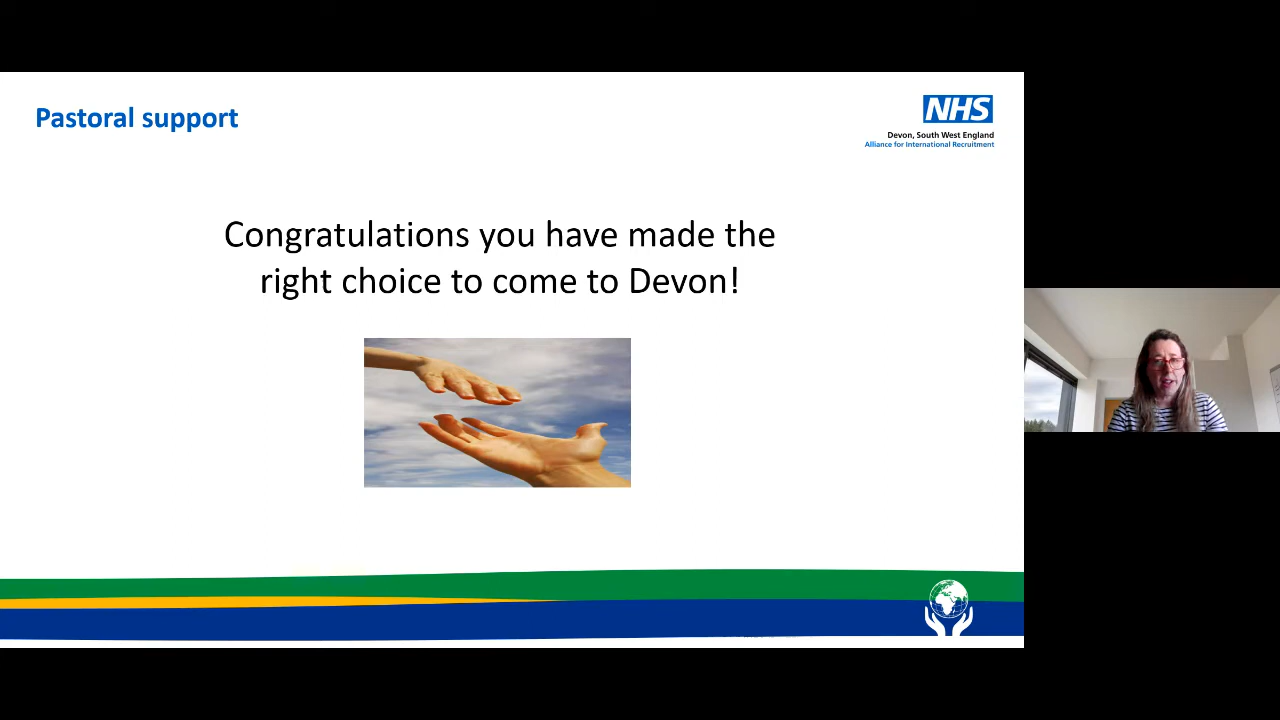 Pastoral support
NHS
Devon, South West England
Alliance for International Recruitment
Congratulations you have made the
right choice to come to Devon!